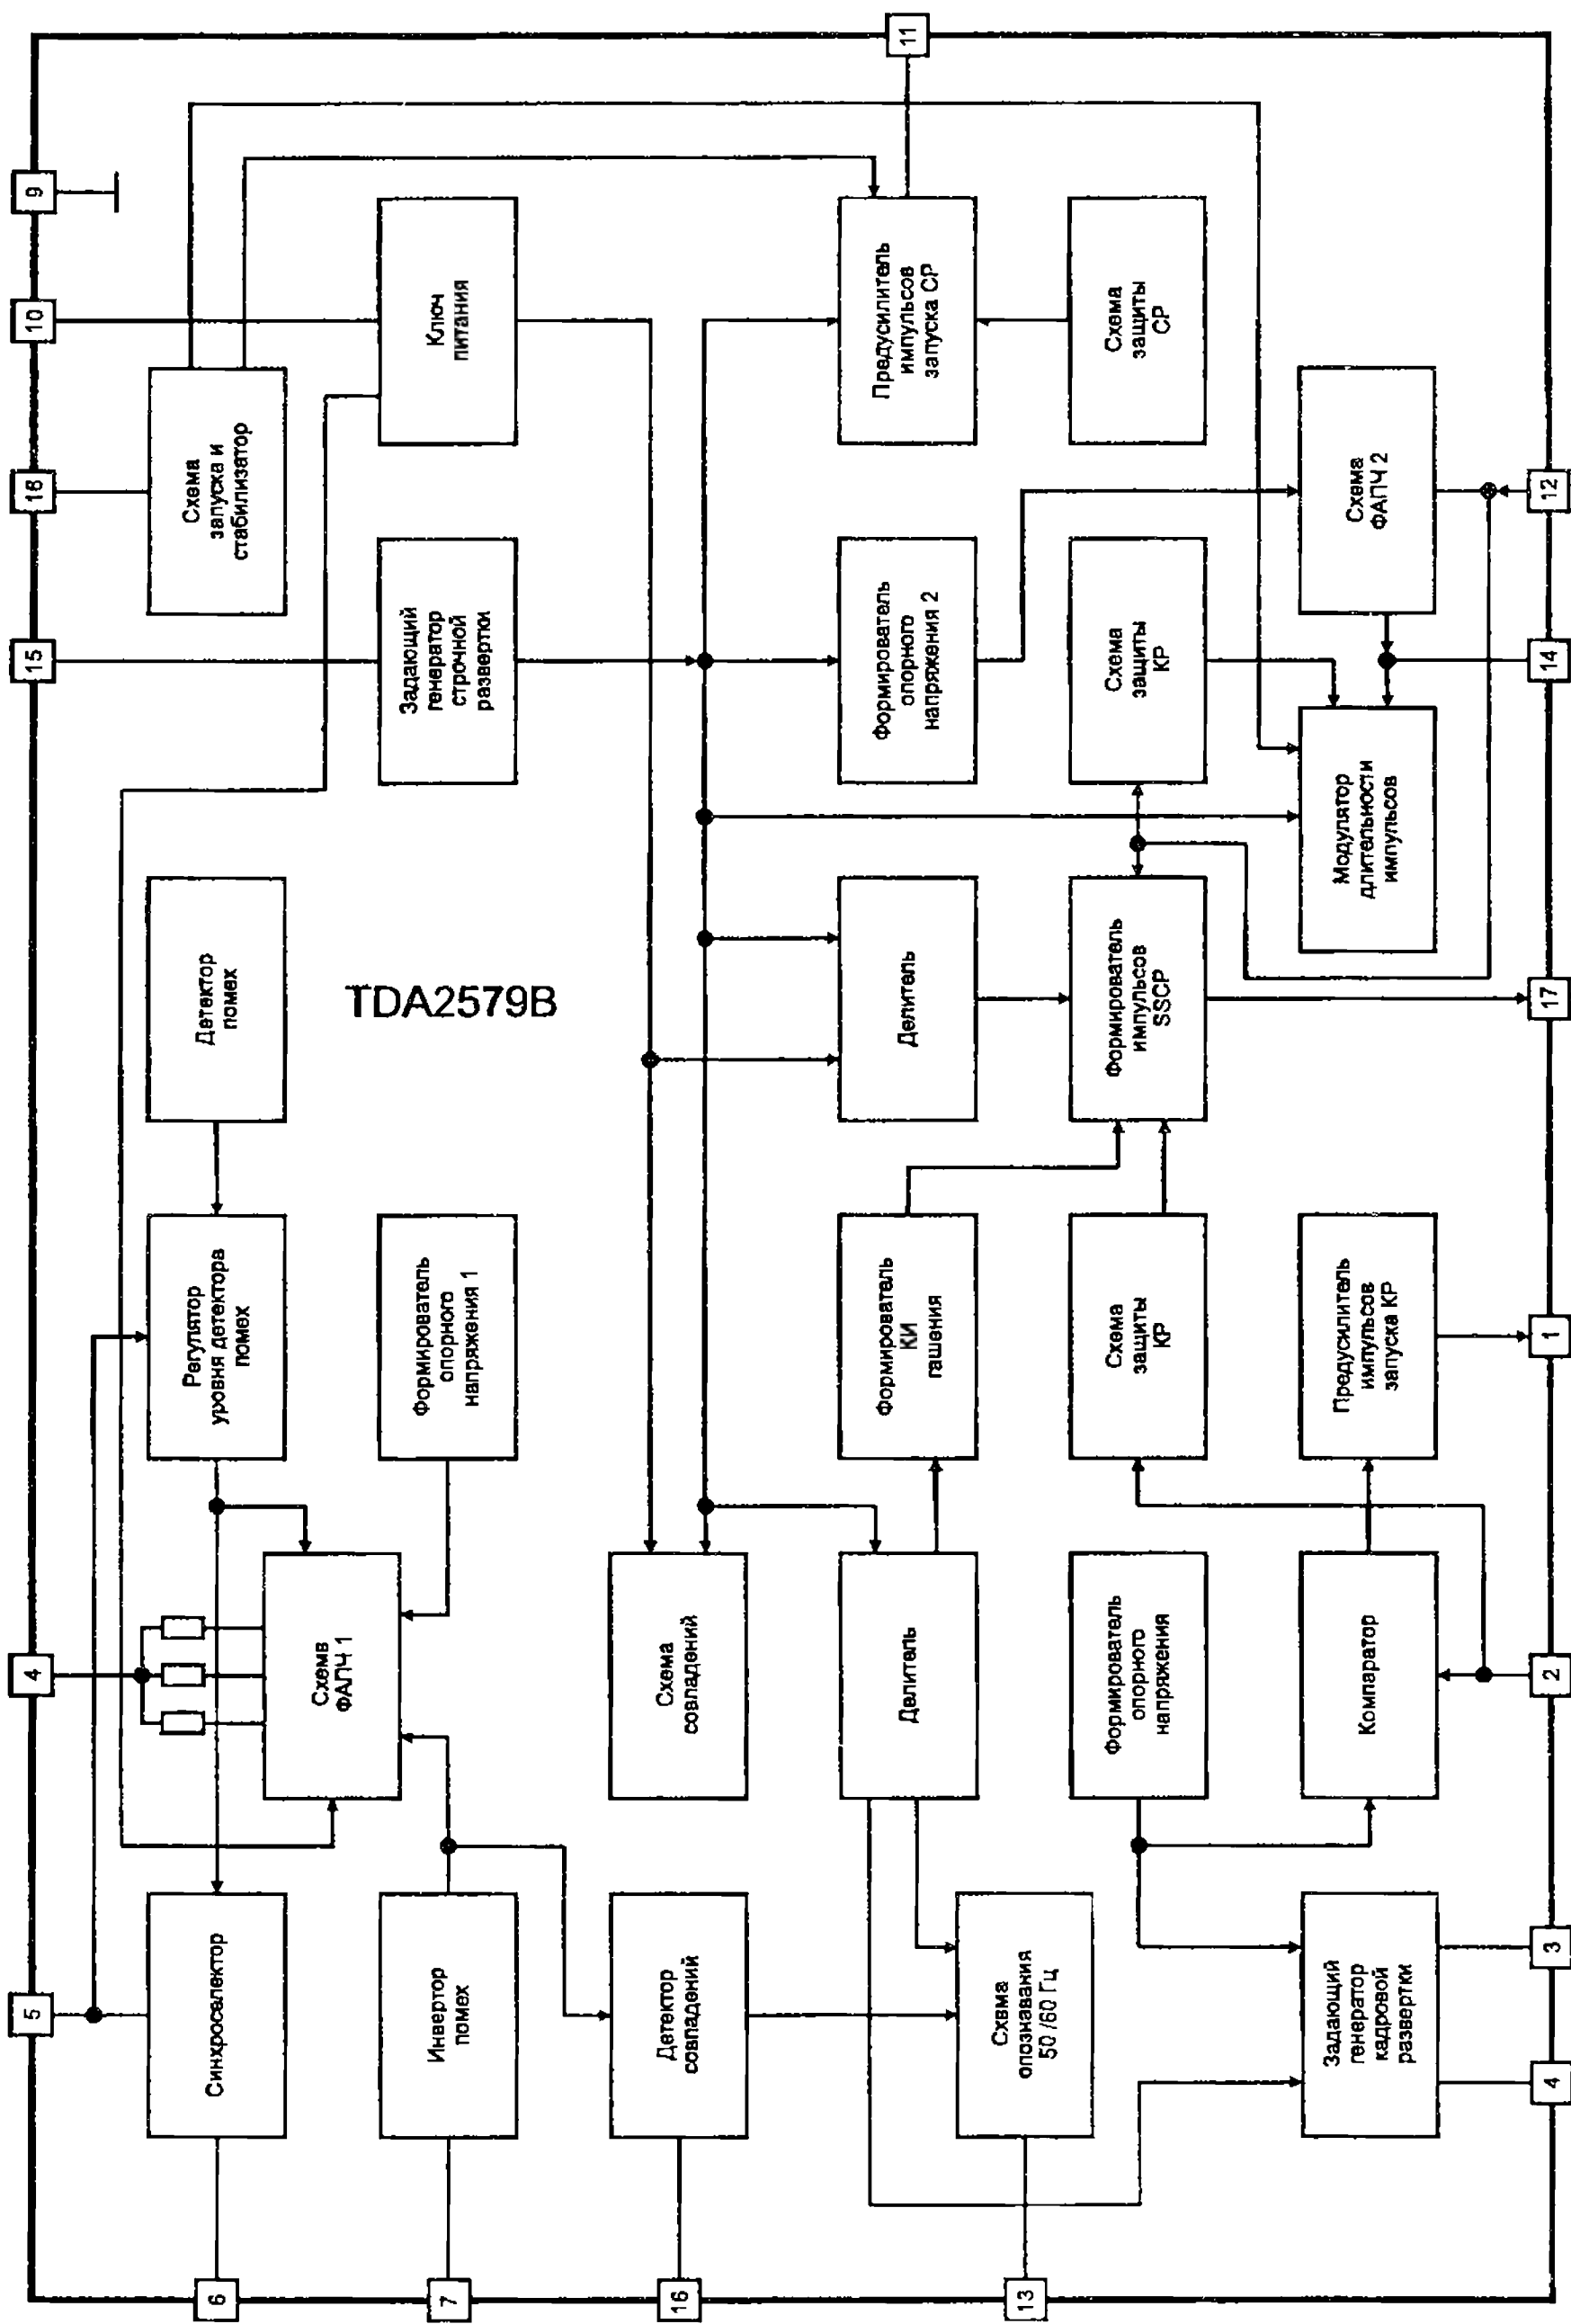 5
4
15
18
10
9
6
Синхроселектор
Регулятор
уровня детектора
помех
Детектор
помех
Схема
запуска и
стабилизатор
Схемв
ФАПЧ 1
7
Инвертор
помех
Формирователь
опорного
напряжения 1
TDA2579B
Задающий
генератор
строчной
развертки
Ключ
питания
16
Детектор
совпадений
Схема
совпадений
Делитель
Формирователь
КИ
гашения
Делитель
Формирователь
опорного
напряжения 2
Предусилитель
импульсов
запуска СР
11
13
Схвма
опознавания
50 /60 Гц
Формирователь
опорного
напряжения
Схема
защиты
КР
Формирователь
импульсов
SSCP
Схема
защиты
КР
Схема
защиты
СР
Задающий
генератор
кадровой
развертки
Компаратор
Предусилитель
импульсов
запуска КР
Модулятор
длительности
импульсов
Схема
ФАПЧ 2
4
3
2
1
17
14
12